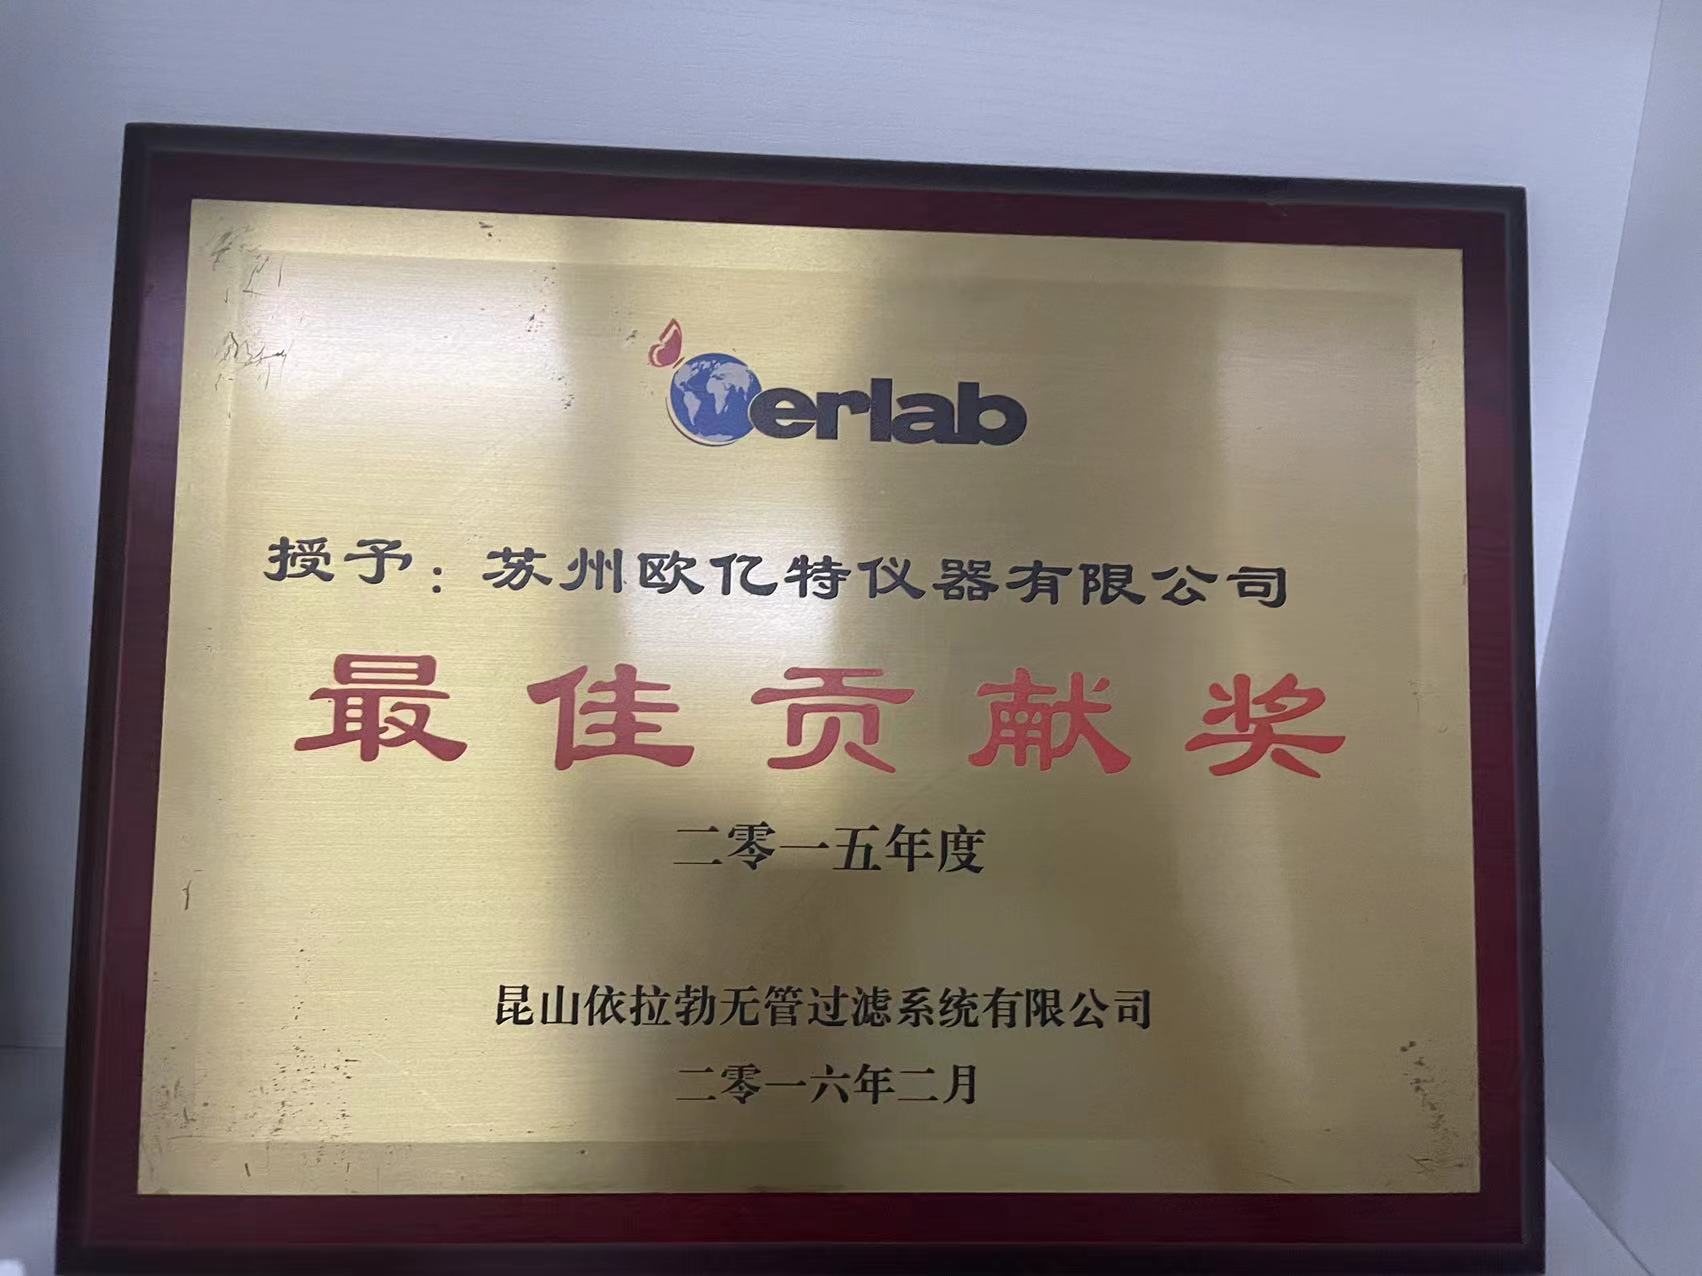 erlab
授予：苏州欧亿特仪器有限公司
最佳贡献奖
二零一五年度
昆山依拉勃无管过滤系统有限公司
二零一六年二月